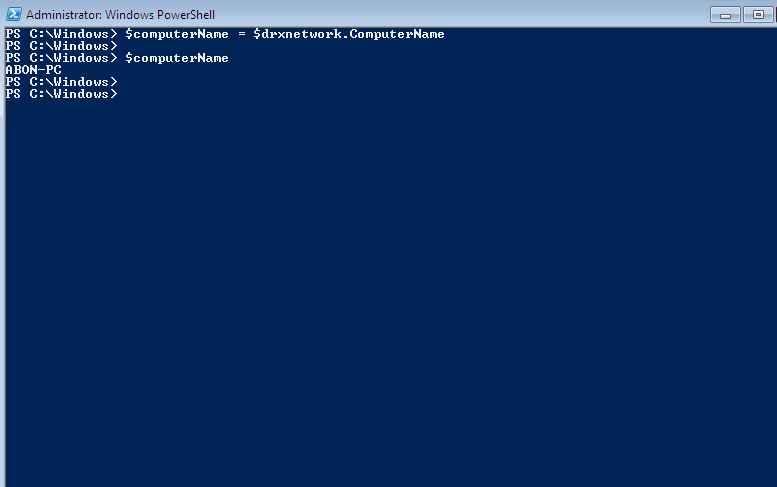 Administrator: Windows PowerShell
PS C:\Windows> $computerName = $drxnetwork.ComputerName
PS C:\Windows>
PS C:\Windows> $computerName
ABON-PC
PS C:\Windows>
PS C:\Windows>